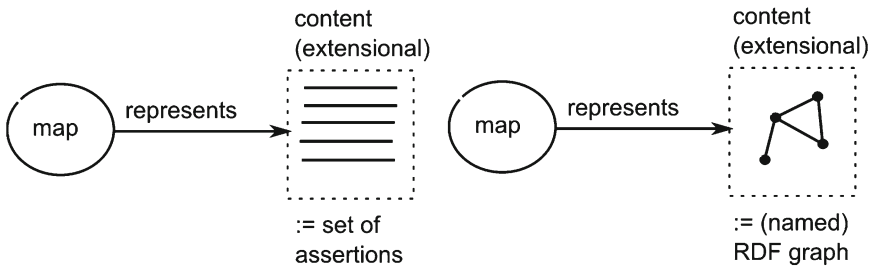 content
(extensional)
map
represents
:= set of
assertions
content
(extensional)
map
represents
:= (named)
RDF graph